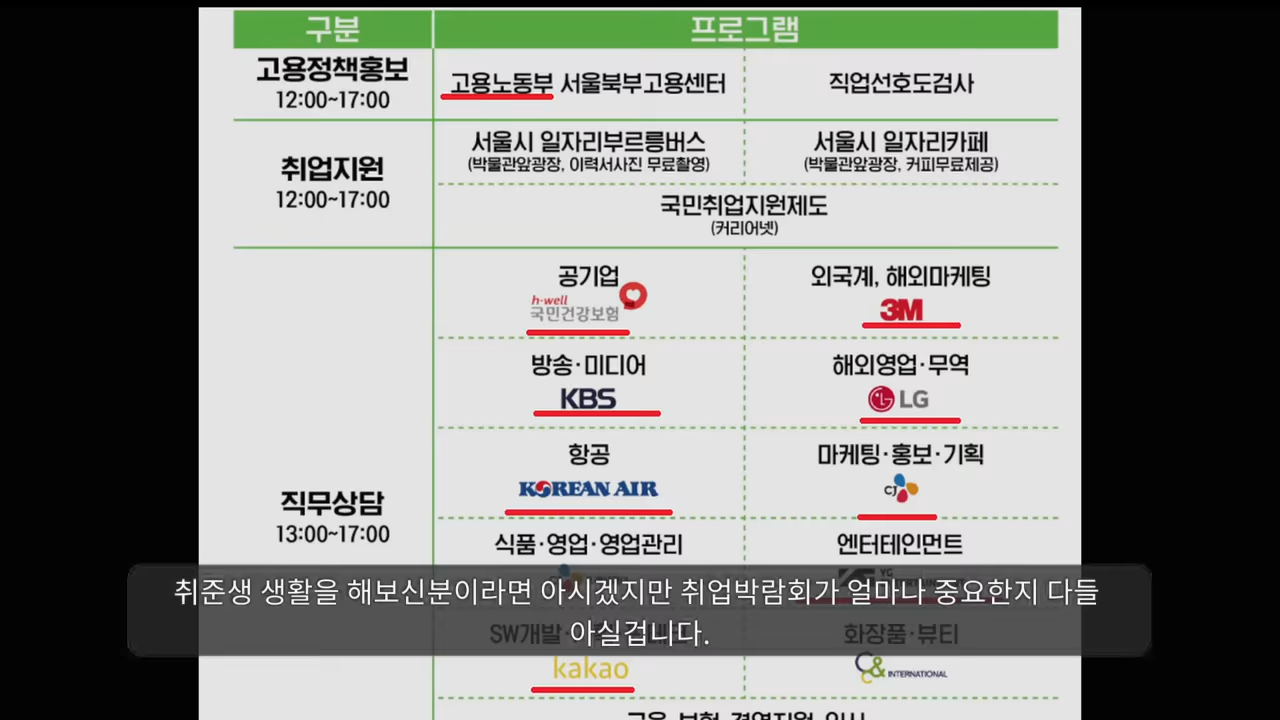 구분 프로그램
고용정책홍보
12:00~17:00
고용노동부 서울북부고용센터 직업선호도검사
취업지원
12:00~17:00
서울시 일자리부르릉버스 서울시 일자리카페
(박물관앞광장, 이력서사진 무료촬영) (박물관앞광장, 커피무료제공)
국민취업지원제도
(커리어넷)
직무상담
13:00~17:00
공기업 외국계, 해외마케팅
h-well
국민건강보험 3M
방송·미디어 해외영업·무역
KBS LG
항공 마케팅·홍보·기획
KOREAN AIR CJ
식품·영업·영업관리 엔터테인먼트
YG
취준생 생활을 해보신분이라면 아시겠지만 취업박람회가 얼마나 중요한지 다들
아실겁니다.
SW개발· 화장품·뷰티
kakao C&C INTERNATIONAL